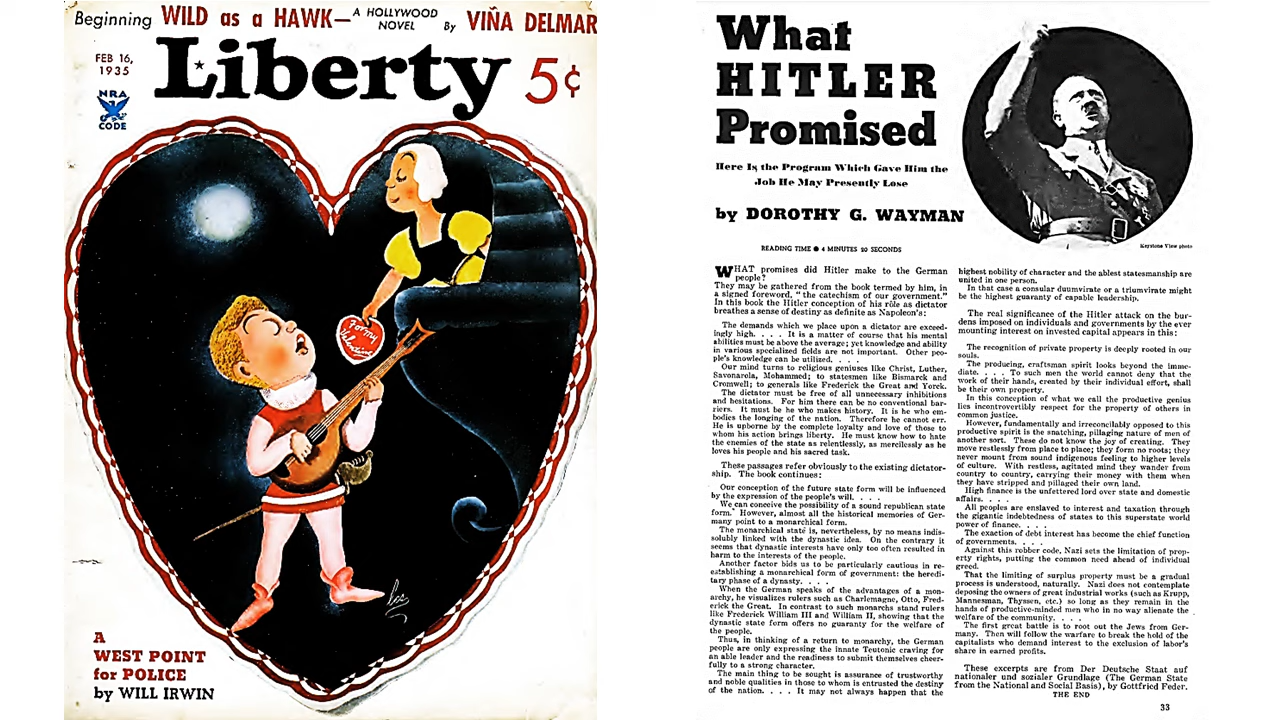 Beginning WILD as a HAWK—A HOLLYWOOD NOVEL By VIÑA DELMAR
FEB 16,
1935
Liberty
5¢
NRA
CODE
For my
Valentine
A
WEST POINT
for POLICE
by WILL IRWIN
What
HITLER
Promised
Here Is the Program Which Gave Him the
Job He May Presently Lose
by DOROTHY G. WAYMAN
Keystone View photo
READING TIME ● 4 MINUTES 20 SECONDS
WHAT promises did Hitler make to the German
people?
They may be gathered from the book termed by him, in
a signed foreword, "the catechism of our government."
In this book the Hitler conception of his rôle as dictator
breathes a sense of destiny as definite as Napoleon's:
The demands which we place upon a dictator are exceed-
ingly high. . . . It is a matter of course that his mental
abilities must be above the average; yet knowledge and ability
in various specialized fields are not important. Other peo-
ple's knowledge can be utilized. . . .
Our mind turns to religious geniuses like Christ, Luther,
Savonarola, Mohammed; to statesmen like Bismarck and
Cromwell; to generals like Frederick the Great and Yorck.
The dictator must be free of all unnecessary inhibitions
and hesitations. For him there can be no conventional bar-
riers. It must be he who makes history. It is he who em-
bodies the longing of the nation. Therefore he cannot err.
He is upborne by the complete loyalty and love of those to
whom his action brings liberty. He must know how to hate
the enemies of the state as relentlessly, as mercilessly as he
loves his people and his sacred task.
These passages refer obviously to the existing dictator-
ship. The book continues:
Our conception of the future state form will be influenced
by the expression of the people's will. . . .
We can conceive the possibility of a sound republican state
form. However, almost all the historical memories of Ger-
many point to a monarchical form.
The monarchical state is, nevertheless, by no means indis-
solubly linked with the dynastic idea. On the contrary it
seems that dynastic interests have only too often resulted in
harm to the interests of the people.
Another factor bids us to be particularly cautious in re-
establishing a monarchical form of government: the heredi-
tary phase of a dynasty. . . .
When the German speaks of the advantages of a mon-
archy, he visualizes rulers such as Charlemagne, Otto, Fred-
erick the Great. In contrast to such monarchs stand rulers
like Frederick William III and William II, showing that the
dynastic state form offers no guaranty for the welfare of
the people.
Thus, in thinking of a return to monarchy, the German
people are only expressing the innate Teutonic craving for
an able leader and the readiness to submit themselves cheer-
fully to a strong character.
The main thing to be sought is assurance of trustworthy
and noble qualities in those to whom is entrusted the destiny
of the nation. . . . It may not always happen that the
highest nobility of character and the ablest statesmanship are
united in one person.
In that case a consular duumvirate or a triumvirate might
be the highest guaranty of capable leadership.
The real significance of the Hitler attack on the bur-
dens imposed on individuals and governments by the ever
mounting interest on invested capital appears in this:
The recognition of private property is deeply rooted in our
souls.
The producing, craftsman spirit looks beyond the imme-
diate. . . . To such men the world cannot deny that the
work of their hands, created by their individual effort, shall
be their own property.
In this conception of what we call the productive genius
lies incontrovertibly respect for the property of others in
common justice.
However, fundamentally and irreconcilably opposed to this
productive spirit is the snatching, pillaging nature of men of
another sort. These do not know the joy of creating. They
move restlessly from place to place; they form no roots; they
never mount from sound indigenous feeling to higher levels
of culture. With restless, agitated mind they wander from
country to country, carrying their money with them when
they have stripped and pillaged their own land.
High finance is the unfettered lord over state and domestic
affairs. . . .
All peoples are enslaved to interest and taxation through
the gigantic indebtedness of states to this superstate world
power of finance. . . .
The exaction of debt interest has become the chief function
of governments. . . .
Against this robber code, Nazi sets the limitation of prop-
erty rights, putting the common need ahead of individual
greed.
That the limiting of surplus property must be a gradual
process is understood, naturally. Nazi does not contemplate
deposing the owners of great industrial works (such as Krupp,
Mannesman, Thyssen, etc.) so long as they remain in the
hands of productive-minded men who in no way alienate the
welfare of the community. . . .
The first great battle is to root out the Jews from Ger-
many. Then will follow the warfare to break the hold of the
capitalists who demand interest to the exclusion of labor's
share in earned profits.
These excerpts are from Der Deutsche Staat auf
nationaler und sozialer Grundlage (The German State
from the National and Social Basis), by Gottfried Feder.
THE END
33